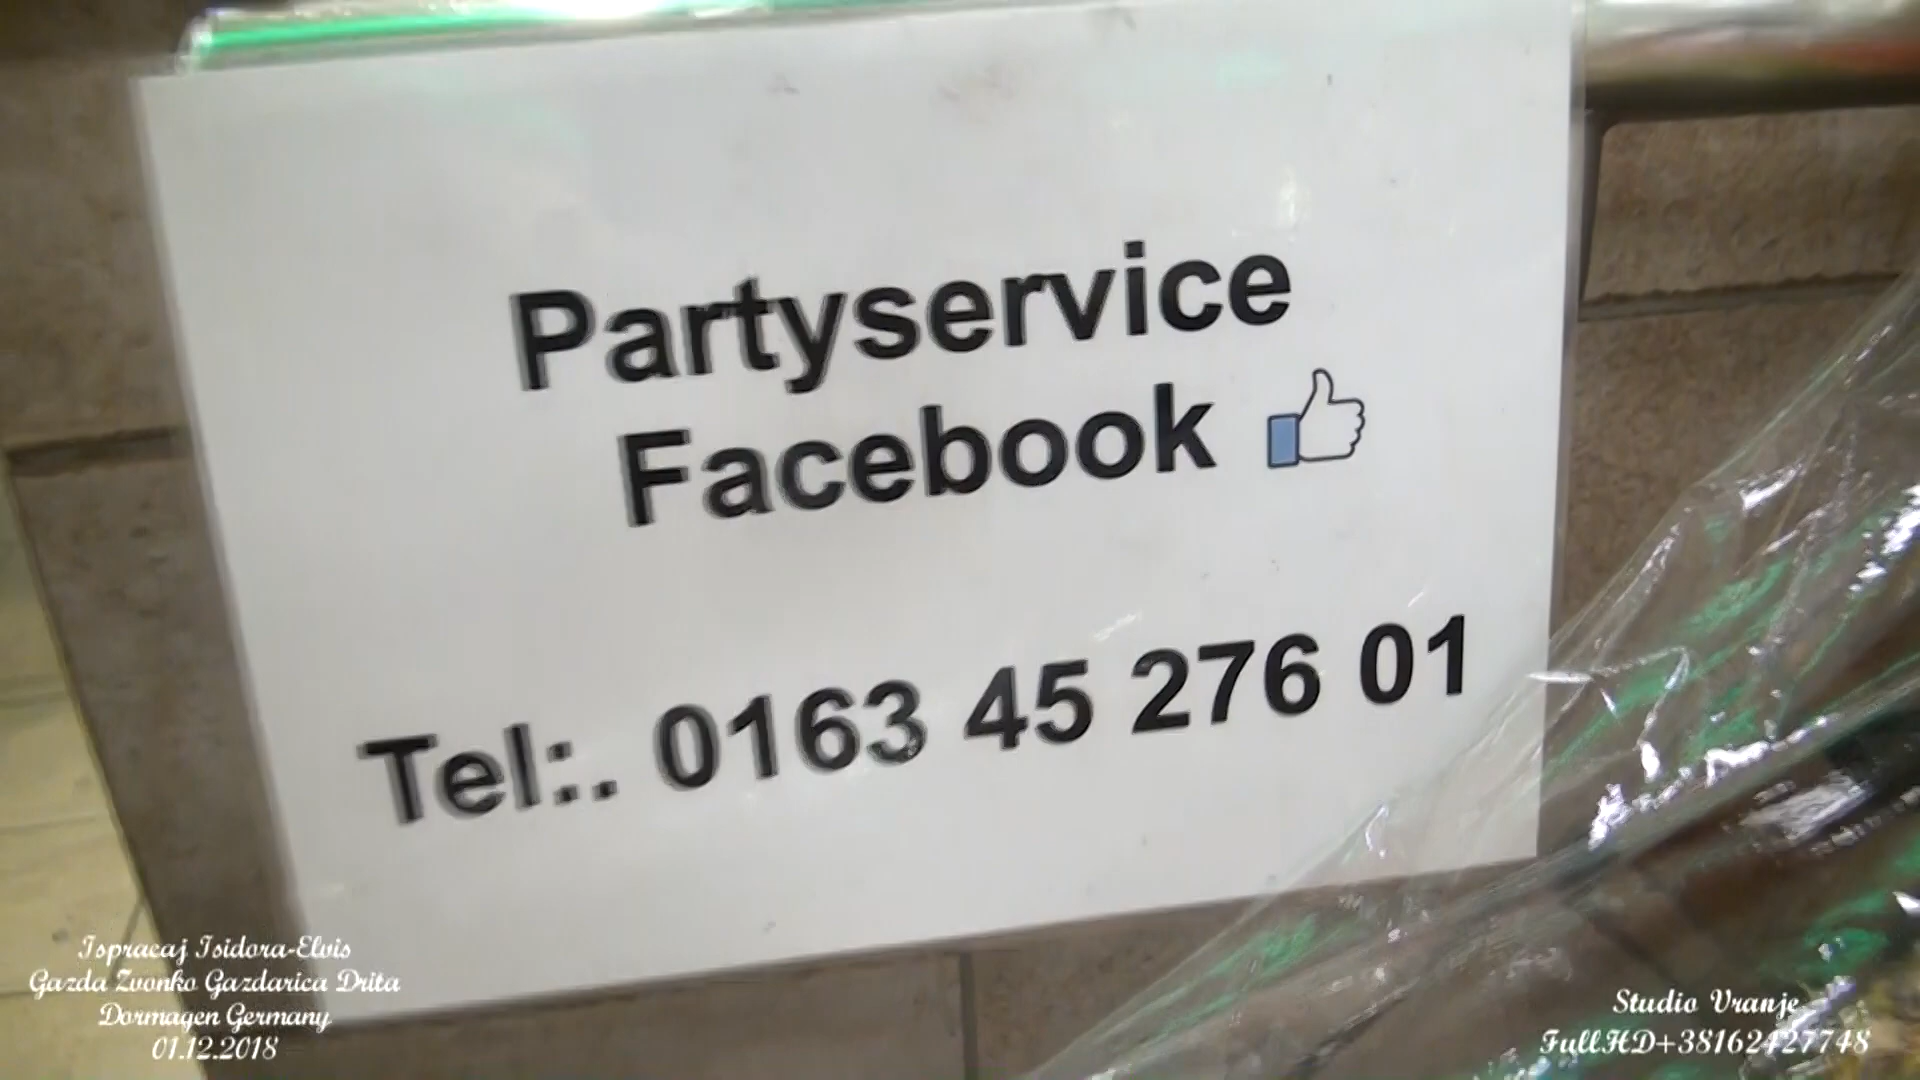 Partyservice
Facebook
Tel:. 0163 45 276 01
Ispracaj Isidora-Elvis
Gazda Zvonko Gazdarica Drita
Dormagen Germany
01.12.2018
Studio Vranje
FullHD+38162427748